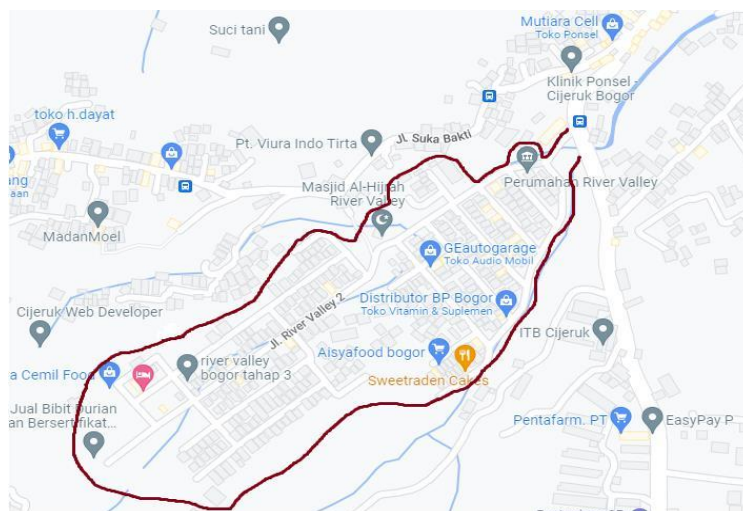 Mutiara Cell
Toko Ponsel
Suci tani
Klinik Ponsel -
Cijeruk Bogor
toko h.dayat
Jl. Suka Bakti
Pt. Viura Indo Tirta
ang
aan
Masjid Al-Hijrah
River Valley
Perumahan River Valley
MadanMoel
GEautogarage
Toko Audio Mobil
Distributor BP Bogor
Toko Vitamin & Suplemen
Jl. River Valley 2
Cijeruk Web Developer
ITB Cijeruk
Aisyafood bogor
river valley
bogor tahap 3
a Cemil Food
Sweetraden Cakes
Jual Bibit Durian
an Bersertifikat...
Pentafarm. PT
EasyPay P